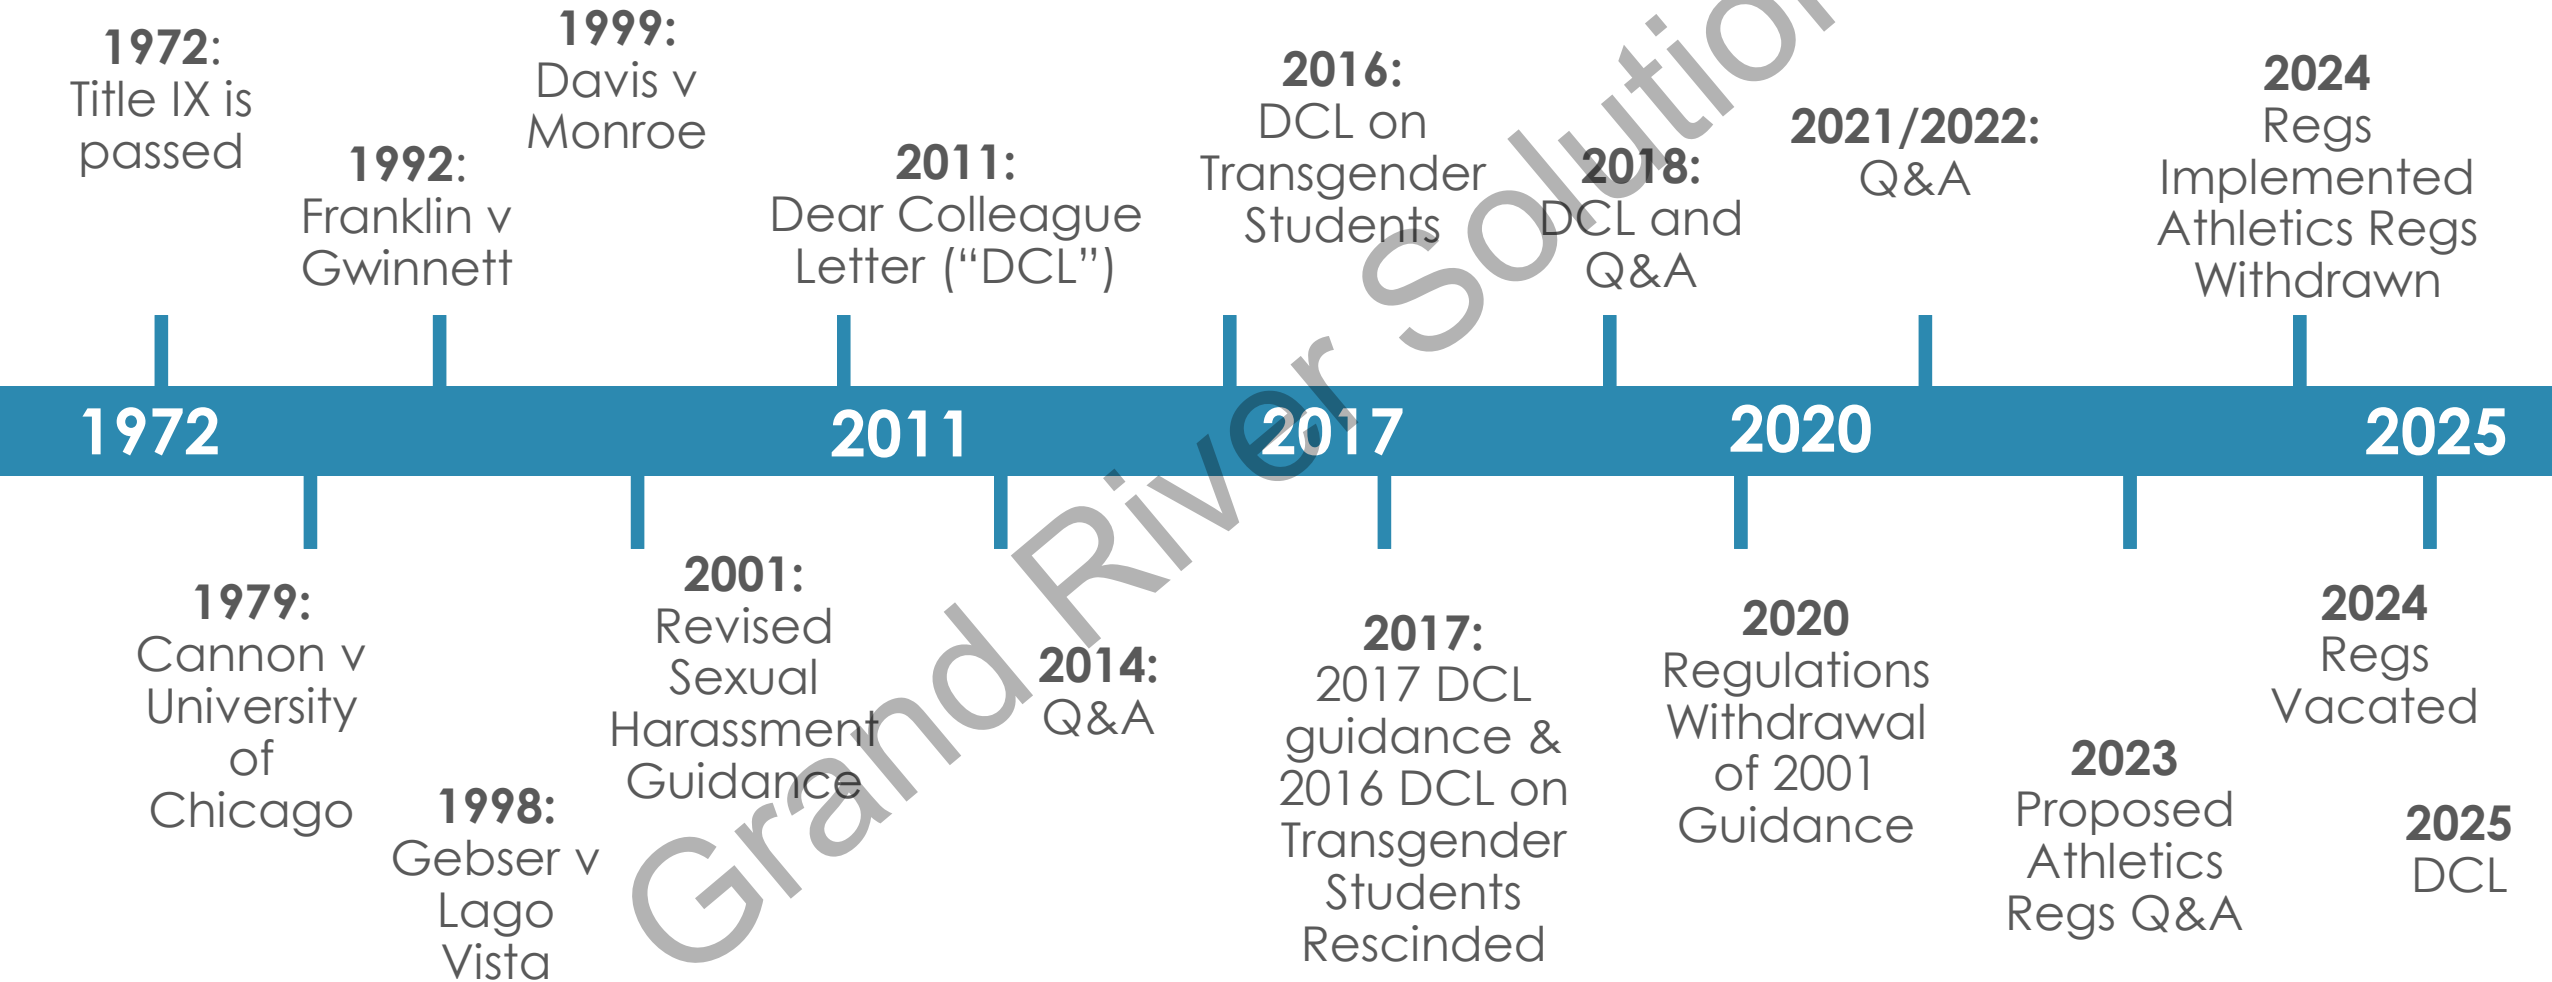 1972:
Title IX is
passed
1992:
Franklin v
Gwinnett
1999:
Davis v
Monroe
2011:
Dear Colleague
Letter (“DCL”)
2016:
DCL on
Transgender
Students
2018:
DCL and
Q&A
2021/2022:
Q&A
2024
Regs
Implemented
Athletics Regs
Withdrawn
1972
2011
2017
2020
2025
1979:
Cannon v
University
of
Chicago
1998:
Gebser v
Lago
Vista
2001:
Revised
Sexual
Harassment
Guidance
2014:
Q&A
2017:
2017 DCL
guidance &
2016 DCL on
Transgender
Students
Rescinded
2020
Regulations
Withdrawal
of 2001
Guidance
2023
Proposed
Athletics
Regs Q&A
2024
Regs
Vacated
2025
DCL
Grand River